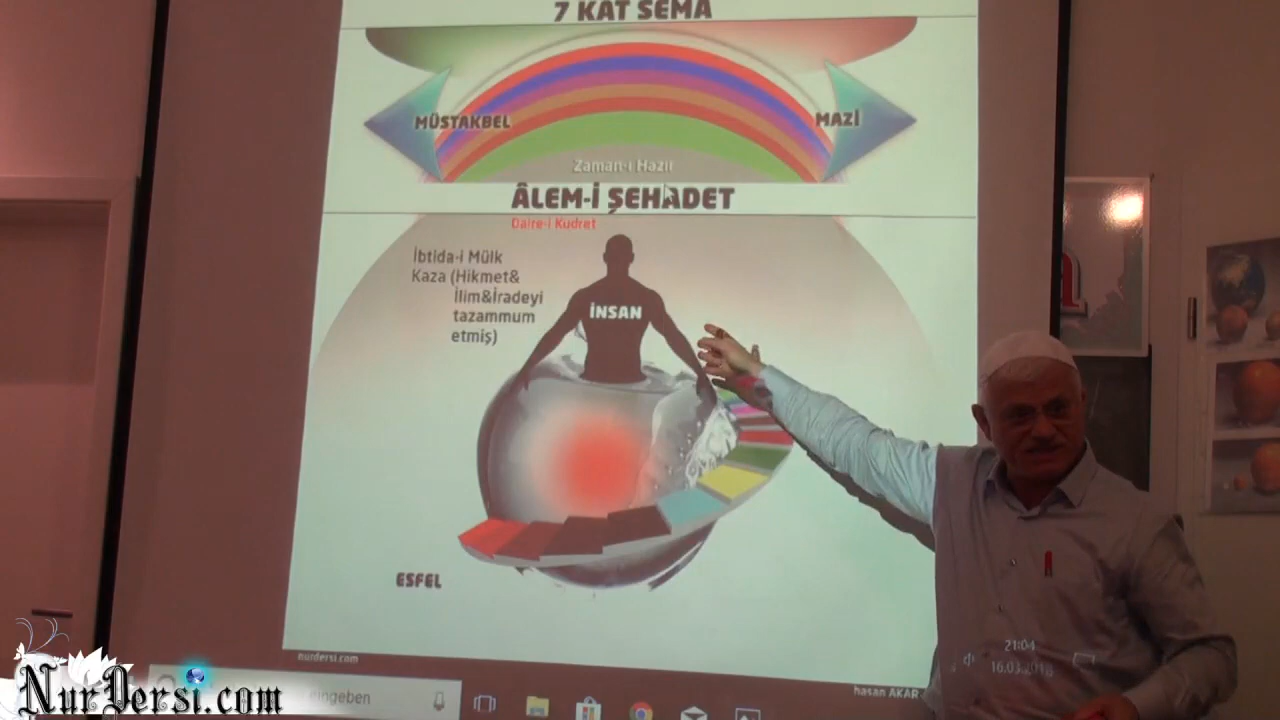 7 KAT SEMA
MÜSTAKBEL
MAZİ
Zaman-ı Hazır
ÂLEM-İ ŞEHADET
Daire-i Kudret
İbtida-i Mülk
Kaza (Hikmet&
İlim&İradeyi
tazammum
etmiş)
İNSAN
ESFEL
nurdersi.com
hasan AKAR
eingeben
21:04
16.03.2018
NurDersi.com